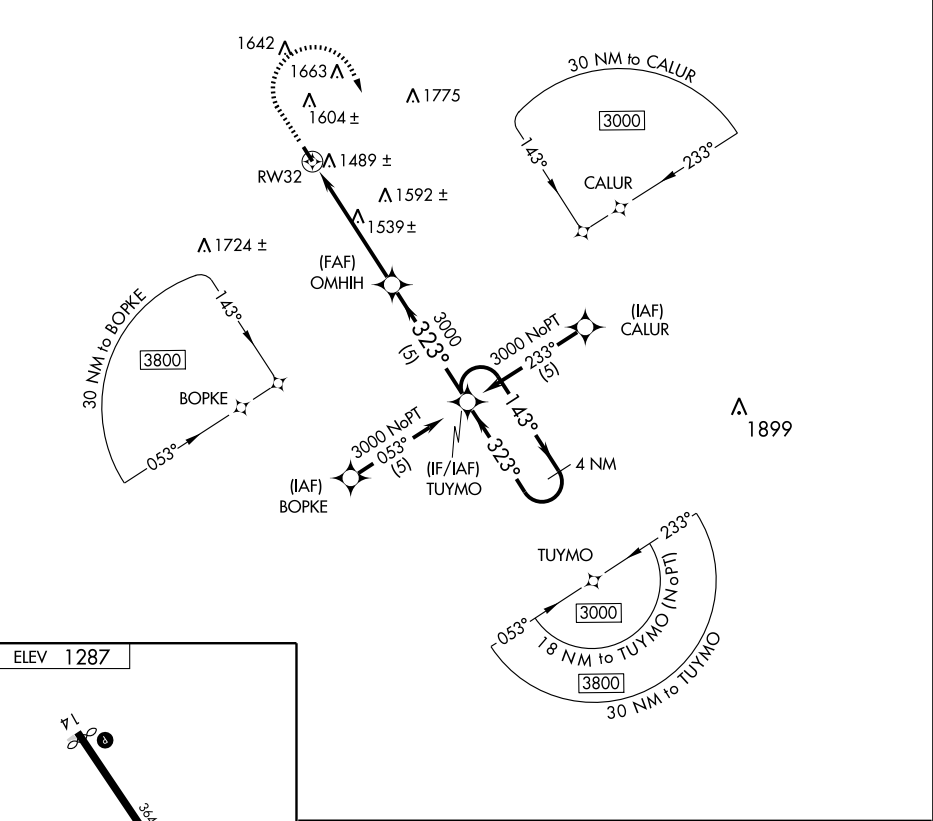 1642
1663
1604 ±
1775
RW32
1489 ±
1592 ±
1539 ±
1724 ±
30 NM to CALUR
3000
143°
233°
CALUR
(FAF)
OMHIH
3000
323°
(5)
30 NM to BOPKE
3800
143°
BOPKE
053°
(IAF)
CALUR
3000 NoPT
233°
(5)
3000 NoPT
053°
(5)
(IAF)
BOPKE
(IF/IAF)
TUYMO
143°
323°
4 NM
1899
TUYMO
233°
053°
3000
18 NM to TUYMO (NoPT)
3800
30 NM to TUYMO
ELEV 1287
14
P